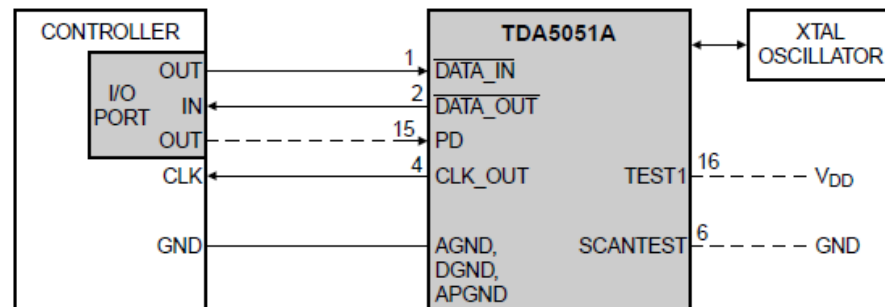 CONTROLLER
I/O
PORT
OUT
IN
OUT
CLK
GND
1
2
15
4
TDA5051A
DATA_IN
DATA_OUT
PD
CLK_OUT
AGND,
DGND,
APGND
TEST1
SCANTEST
16
6
VDD
GND
XTAL
OSCILLATOR